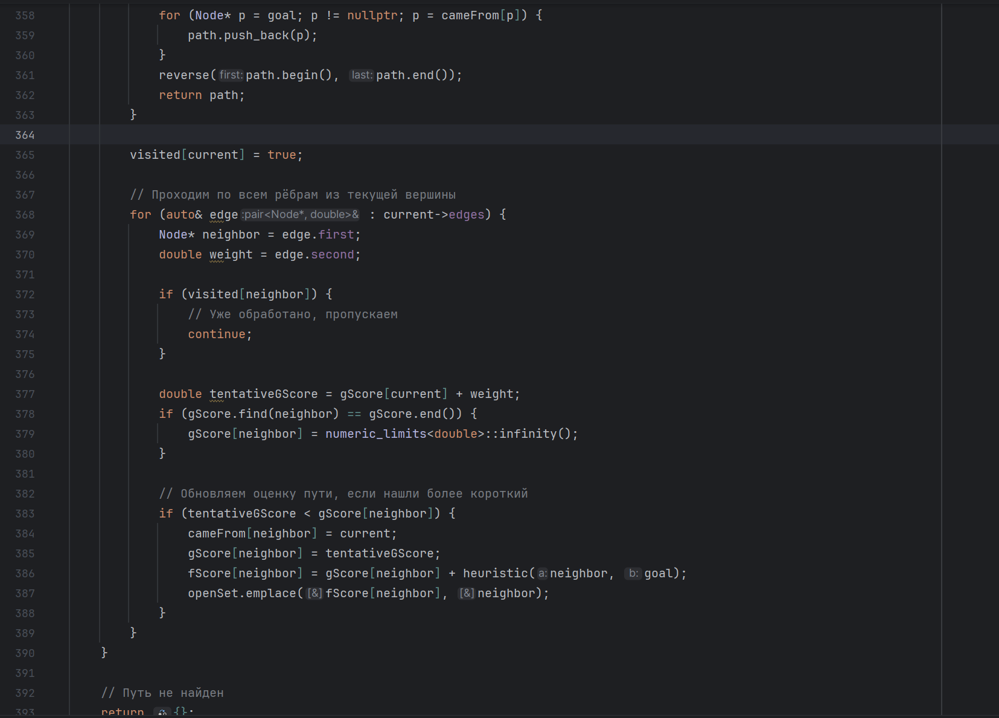 358 for (Node* p = goal; p != nullptr; p = cameFrom[p]) {
359 path.push_back(p);
360 }
361 reverse(first: path.begin(), last: path.end());
362 return path;
363 }
364
365 visited[current] = true;
366
367 // Проходим по всем рёбрам из текущей вершины
368 for (auto& edge :pair<Node*, double>& : current->edges) {
369 Node* neighbor = edge.first;
370 double weight = edge.second;
371
372 if (visited[neighbor]) {
373 // Уже обработано, пропускаем
374 continue;
375 }
376
377 double tentativeGScore = gScore[current] + weight;
378 if (gScore.find(neighbor) == gScore.end()) {
379 gScore[neighbor] = numeric_limits<double>::infinity();
380 }
381
382 // Обновляем оценку пути, если нашли более короткий
383 if (tentativeGScore < gScore[neighbor]) {
384 cameFrom[neighbor] = current;
385 gScore[neighbor] = tentativeGScore;
386 fScore[neighbor] = gScore[neighbor] + heuristic(a: neighbor, b: goal);
387 openSet.emplace([&] fScore[neighbor], [&] neighbor);
388 }
389 }
390 }
391
392 // Путь не найден
393 return {};